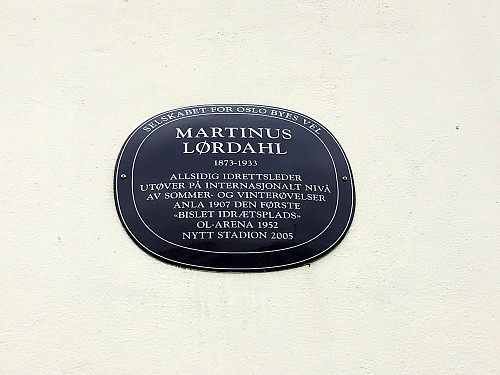 SELSKABET FOR OSLO BYES VEL
MARTINUS
LØRDAHL
1873-1933
ALLSIDIG IDRETTSLEDER
UTØVER PÅ INTERNASJONALT NIVÅ
AV SOMMER- OG VINTERØVELSER
ANLA 1907 DEN FØRSTE
«BISLET IDRÆTSPLADS»
OL-ARENA 1952
NYTT STADION 2005